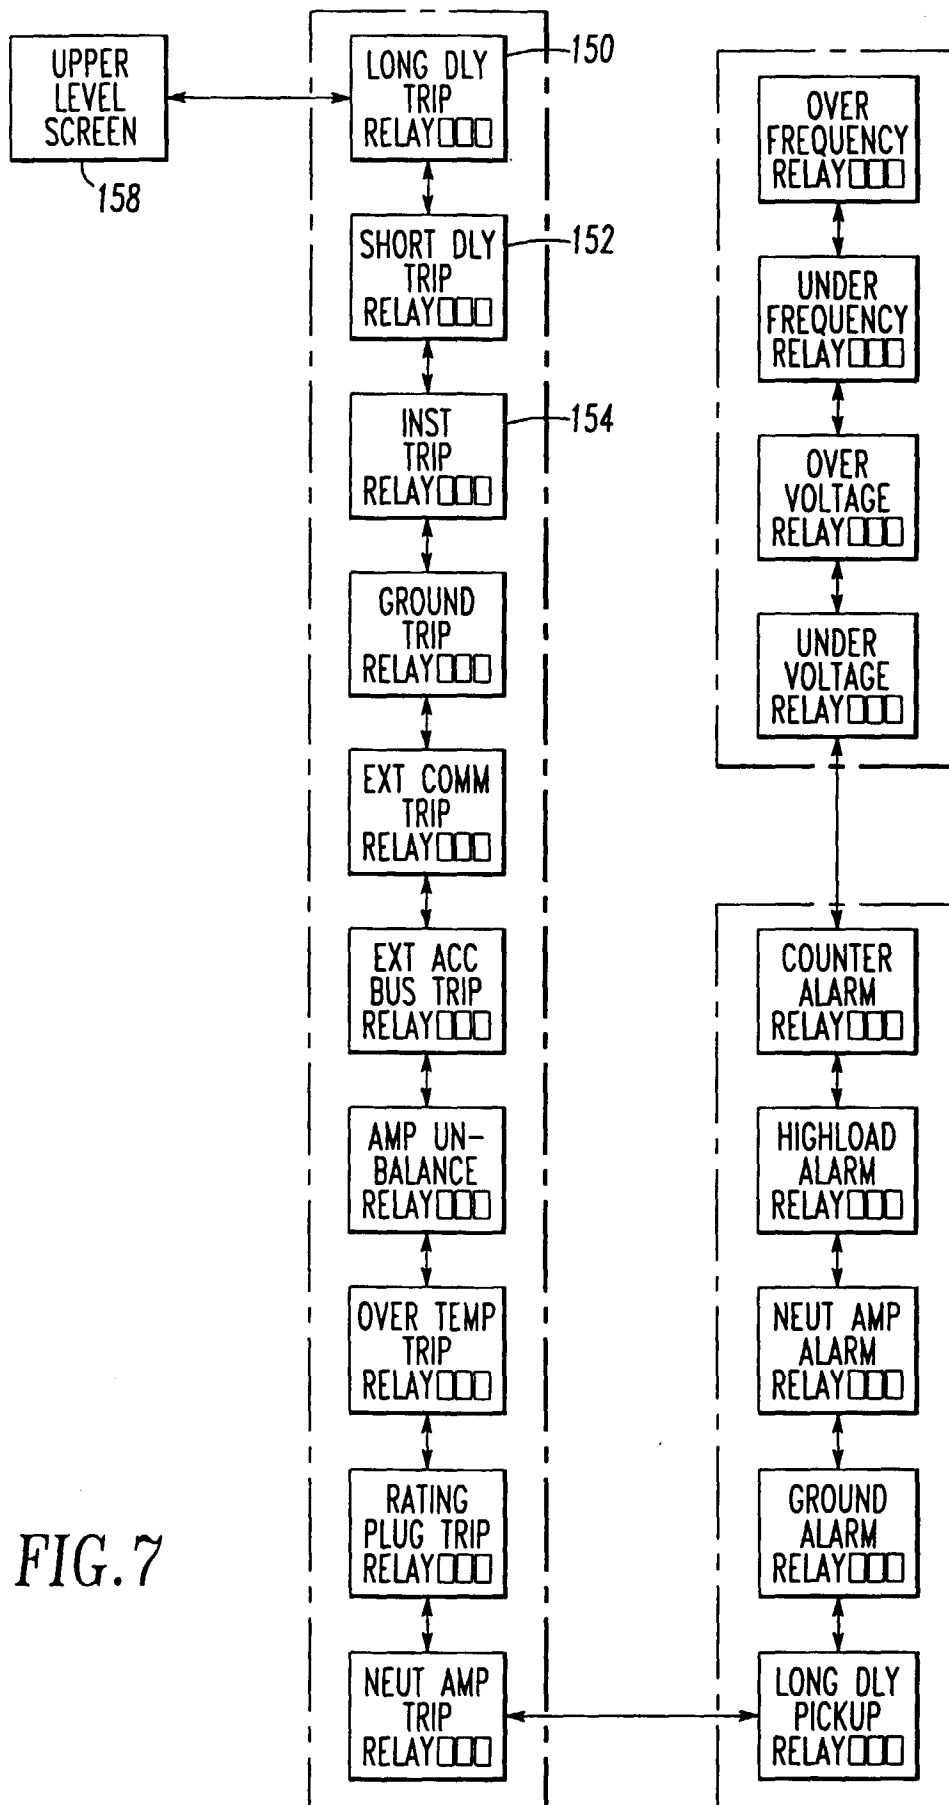 UPPER
LEVEL
SCREEN
158
LONG DLY
TRIP
RELAY□□□
150
SHORT DLY
TRIP
RELAY□□□
152
INST
TRIP
RELAY□□□
154
GROUND
TRIP
RELAY□□□
EXT COMM
TRIP
RELAY□□□
EXT ACC
BUS TRIP
RELAY□□□
AMP UN-
BALANCE
RELAY□□□
OVER TEMP
TRIP
RELAY□□□
RATING
PLUG TRIP
RELAY□□□
NEUT AMP
TRIP
RELAY□□□
OVER
FREQUENCY
RELAY□□□
UNDER
FREQUENCY
RELAY□□□
OVER
VOLTAGE
RELAY□□□
UNDER
VOLTAGE
RELAY□□□
COUNTER
ALARM
RELAY□□□
HIGHLOAD
ALARM
RELAY□□□
NEUT AMP
ALARM
RELAY□□□
GROUND
ALARM
RELAY□□□
LONG DLY
PICKUP
RELAY□□□
FIG. 7